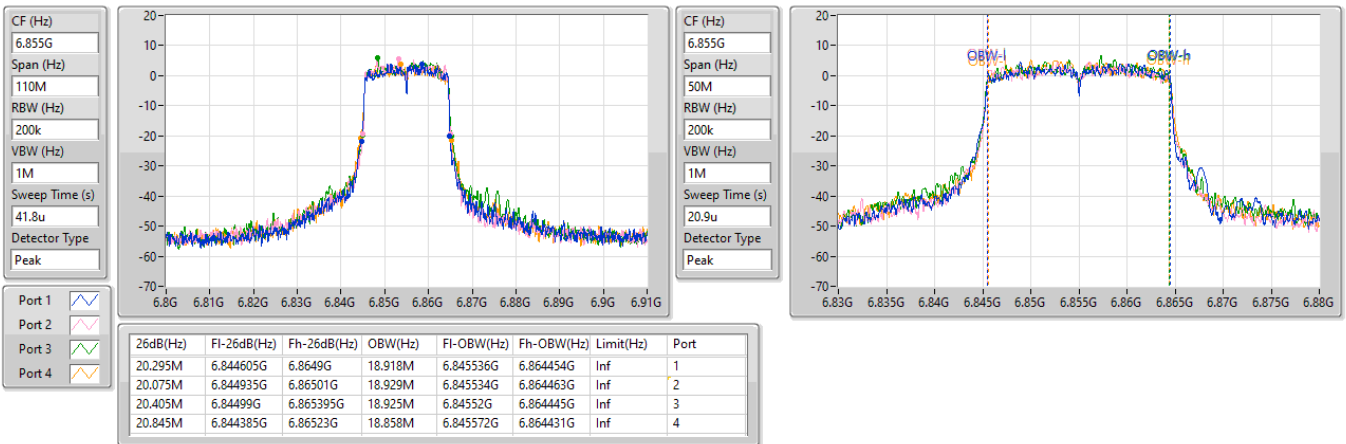 CF (Hz)
6.855G
Span (Hz)
110M
RBW (Hz)
200k
VBW (Hz)
1M
Sweep Time (s)
41.8u
Detector Type
Peak
20-
10-
0-
-10-
-20-
-30-
-40-
-50-
-60-
-70-
6.8G 6.81G 6.82G 6.83G 6.84G 6.85G 6.86G 6.87G 6.88G 6.89G 6.9G 6.91G
CF (Hz)
6.855G
Span (Hz)
50M
RBW (Hz)
200k
VBW (Hz)
1M
Sweep Time (s)
20.9u
Detector Type
Peak
20-
10-
0-
-10-
-20-
-30-
-40-
-50-
-60-
-70-
OBW-l OBW-h
6.83G 6.835G 6.84G 6.845G 6.85G 6.855G 6.86G 6.865G 6.87G 6.875G 6.88G
Port 1
Port 2
Port 3
Port 4
26dB(Hz) Fl-26dB(Hz) Fh-26dB(Hz) OBW(Hz) Fl-OBW(Hz) Fh-OBW(Hz) Limit(Hz) Port
20.295M 6.844605G 6.8649G 18.918M 6.845536G 6.864454G Inf 1
20.075M 6.844935G 6.86501G 18.929M 6.845534G 6.864463G Inf 2
20.405M 6.84499G 6.865395G 18.925M 6.84552G 6.864445G Inf 3
20.845M 6.844385G 6.86523G 18.858M 6.845572G 6.864431G Inf 4